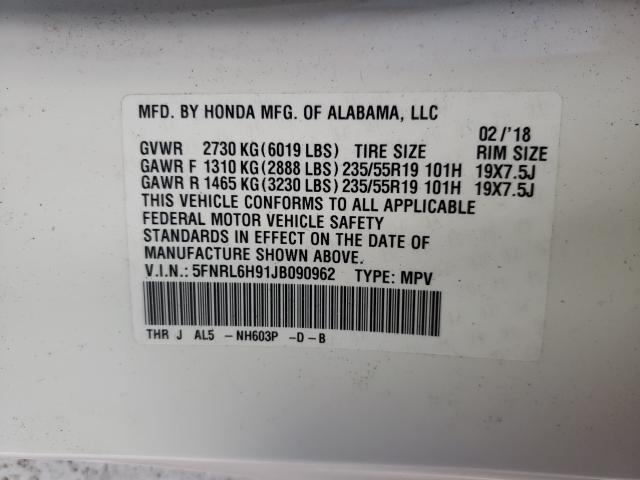 MFD. BY HONDA MFG. OF ALABAMA, LLC
02 / '18
GVWR 2730 KG(6019 LBS) TIRE SIZE RIM SIZE
GAWR F 1310 KG(2888 LBS) 235/55R19 101H 19X7.5J
GAWR R 1465 KG(3230 LBS) 235/55R19 101H 19X7.5J
THIS VEHICLE CONFORMS TO ALL APPLICABLE
FEDERAL MOTOR VEHICLE SAFETY
STANDARDS IN EFFECT ON THE DATE OF
MANUFACTURE SHOWN ABOVE.
V.I.N.: 5FNRL6H91JB090962 TYPE: MPV
THR J AL5 - NH603P -D - B